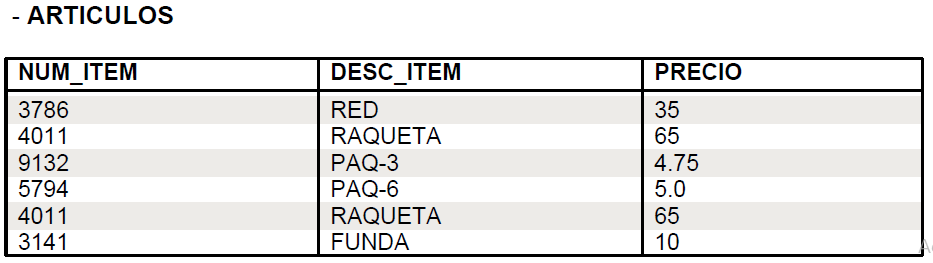 - ARTICULOS
NUM_ITEM DESC_ITEM PRECIO
3786 RED 35
4011 RAQUETA 65
9132 PAQ-3 4.75
5794 PAQ-6 5.0
4011 RAQUETA 65
3141 FUNDA 10